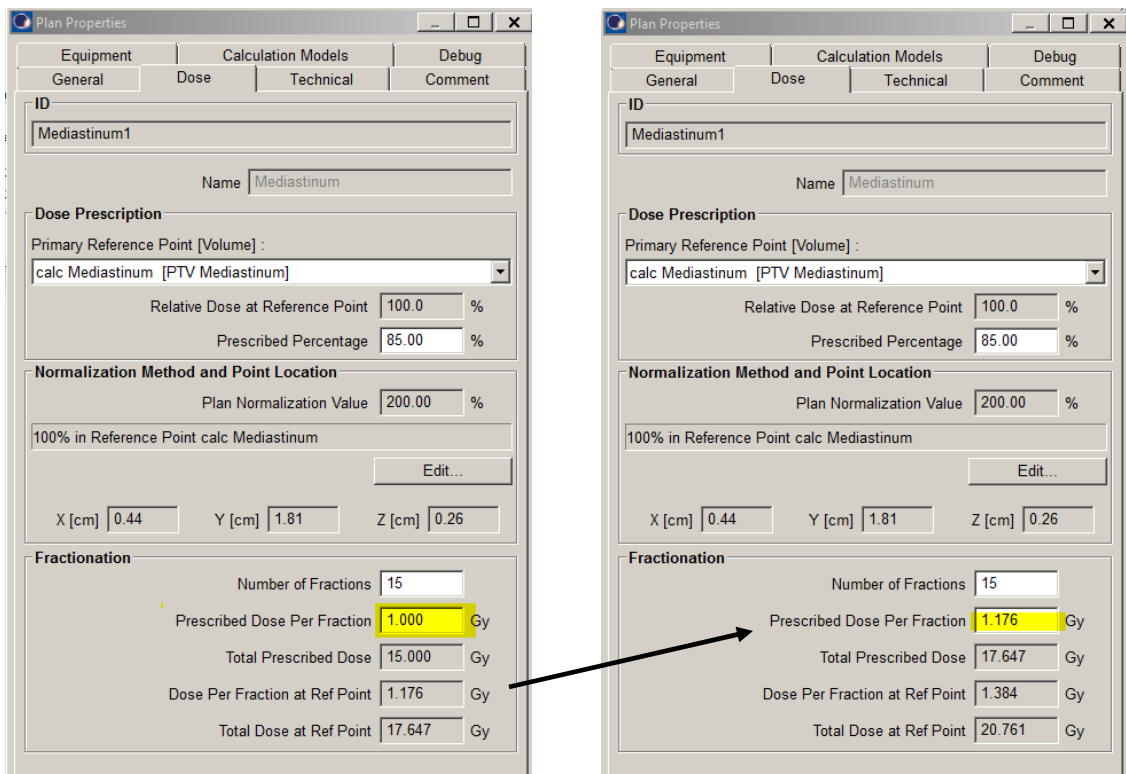 Plan Properties
Equipment Calculation Models Debug
General Dose Technical Comment
ID
Mediastinum1
Name Mediastinum
Dose Prescription
Primary Reference Point [Volume] :
calc Mediastinum [PTV Mediastinum]
Relative Dose at Reference Point 100.0 %
Prescribed Percentage 85.00 %
Normalization Method and Point Location
Plan Normalization Value 200.00 %
100% in Reference Point calc Mediastinum
Edit...
X [cm] 0.44 Y [cm] 1.81 Z [cm] 0.26
Fractionation
Number of Fractions 15
Prescribed Dose Per Fraction 1.000 Gy
Total Prescribed Dose 15.000 Gy
Dose Per Fraction at Ref Point 1.176 Gy
Total Dose at Ref Point 17.647 Gy
Plan Properties
Equipment Calculation Models Debug
General Dose Technical Comment
ID
Mediastinum1
Name Mediastinum
Dose Prescription
Primary Reference Point [Volume] :
calc Mediastinum [PTV Mediastinum]
Relative Dose at Reference Point 100.0 %
Prescribed Percentage 85.00 %
Normalization Method and Point Location
Plan Normalization Value 200.00 %
100% in Reference Point calc Mediastinum
Edit...
X [cm] 0.44 Y [cm] 1.81 Z [cm] 0.26
Fractionation
Number of Fractions 15
Prescribed Dose Per Fraction 1.176 Gy
Total Prescribed Dose 17.647 Gy
Dose Per Fraction at Ref Point 1.384 Gy
Total Dose at Ref Point 20.761 Gy